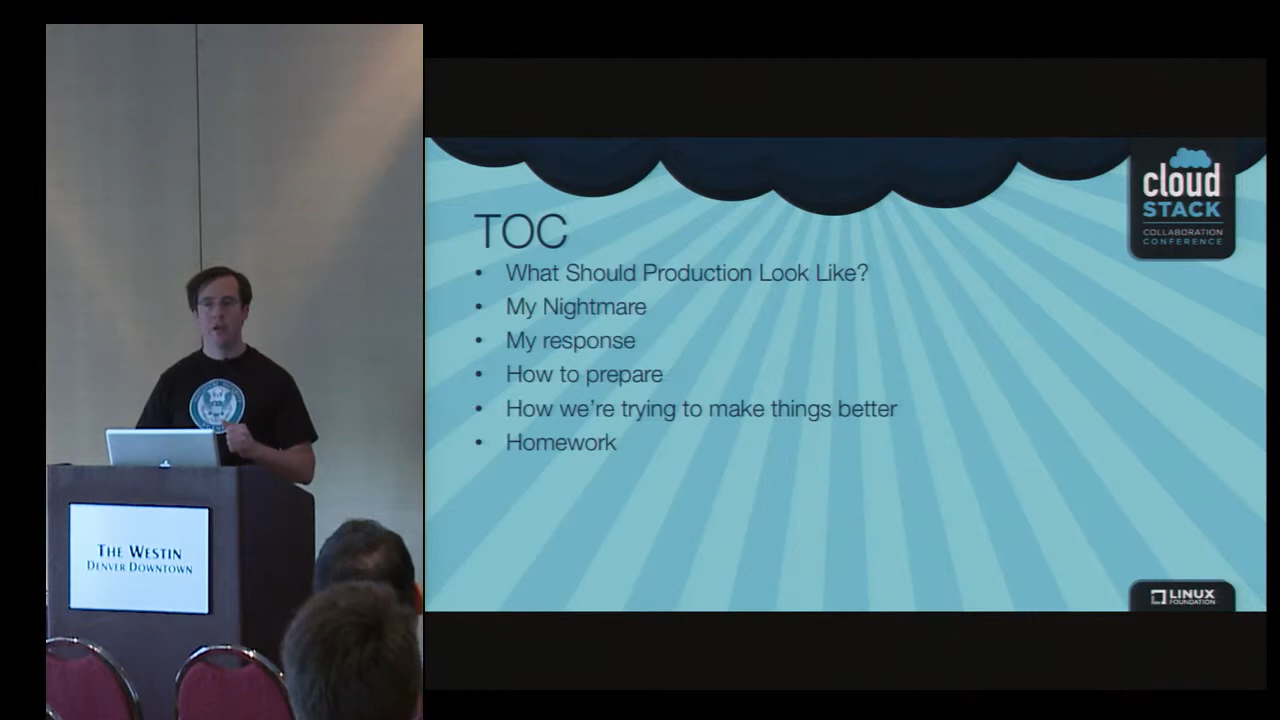 THE WESTIN
DENVER DOWNTOWN
cloud
STACK
COLLABORATION
CONFERENCE
TOC
• What Should Production Look Like?
• My Nightmare
• My response
• How to prepare
• How we're trying to make things better
• Homework
LINUX
FOUNDATION